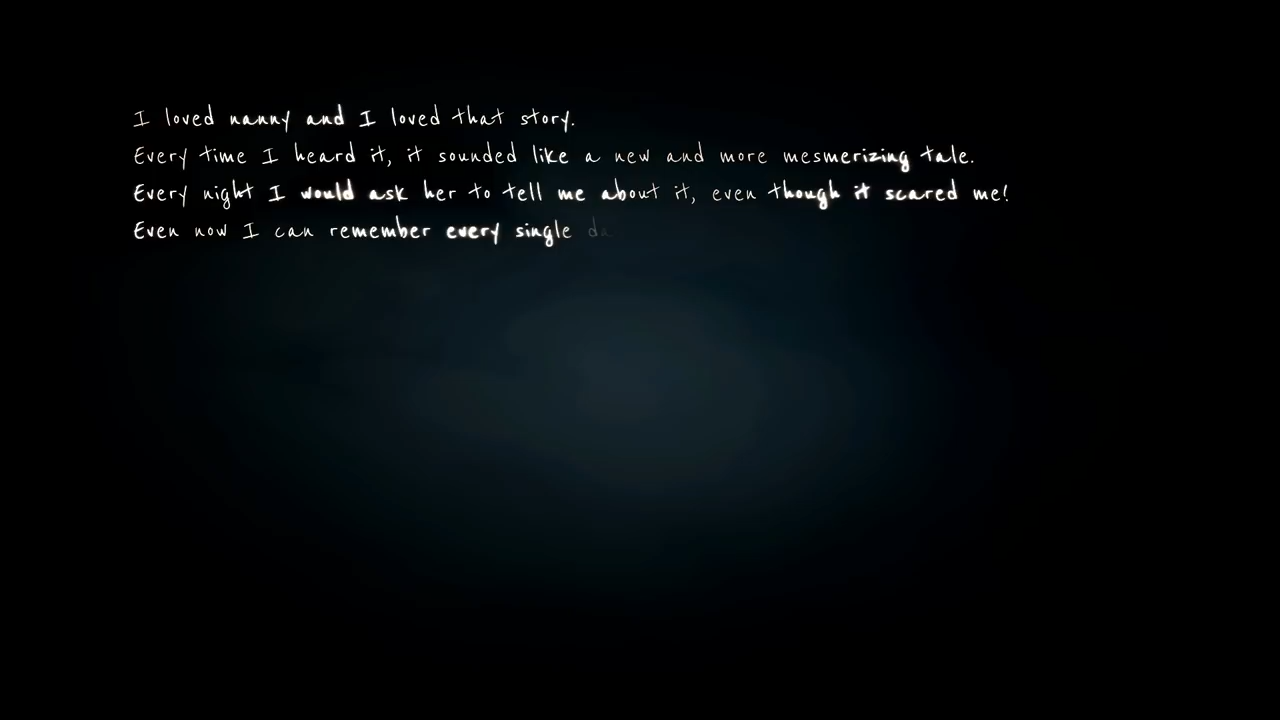 I loved nanny and I loved that story.
Every time I heard it, it sounded like a new and more mesmerizing tale.
Every night I would ask her to tell me about it, even though it scared me!
Even now I can remember every single